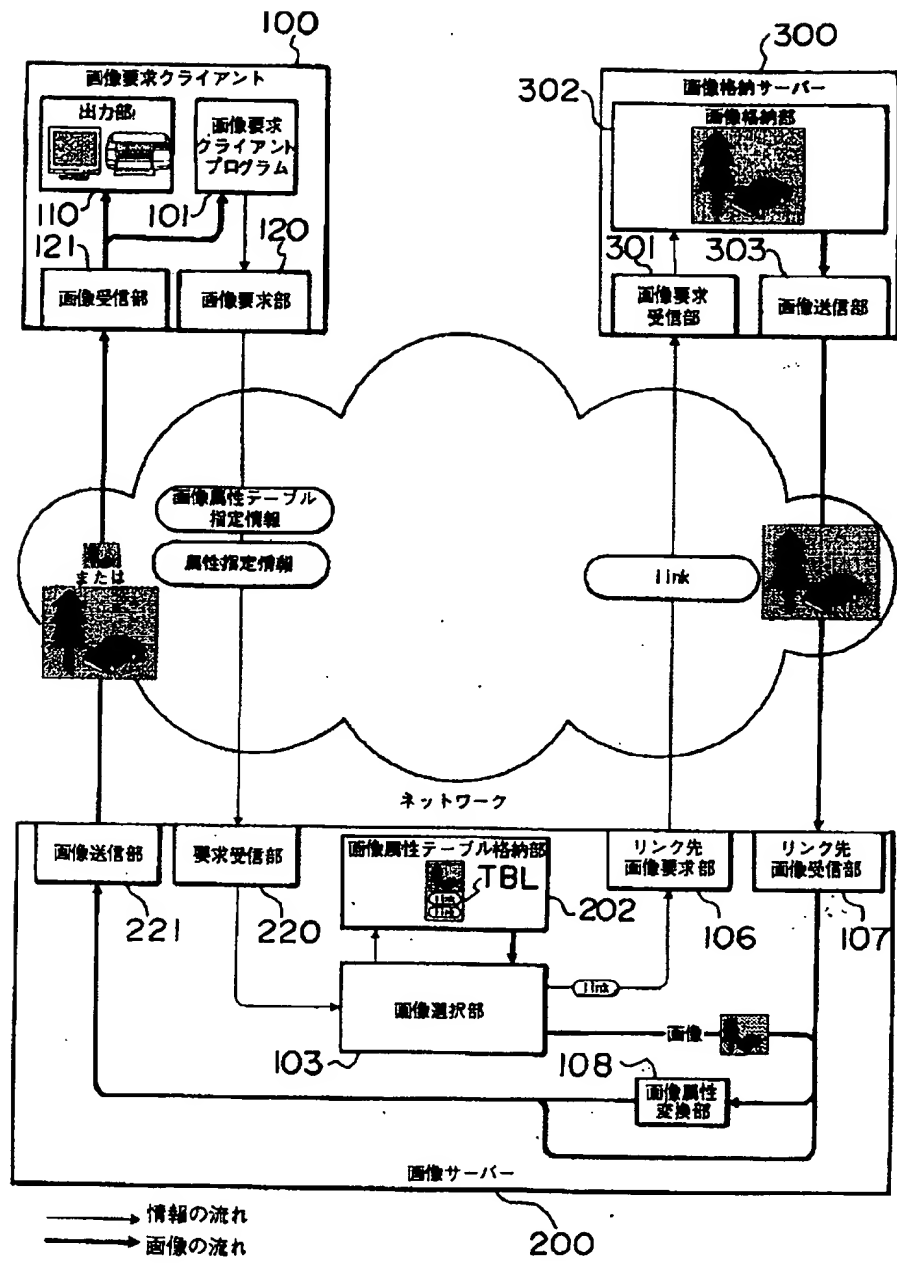 100
画像要求クライアント
出力部
画像要求
クライアント
プログラム
110
101
120
121
画像受信部
画像要求部
300
302
画像格納サーバー
画像格納部
301
303
画像要求
受信部
画像送信部
画像属性テーブル
指定情報
属性指定情報
または
link
ネットワーク
画像送信部
要求受信部
画像属性テーブル格納部
link
link
TBL
202
リンク先
画像要求部
リンク先
画像受信部
221
220
106
107
画像選択部
link
103
画像
108
画像属性
変換部
画像サーバー
200
情報の流れ
画像の流れ